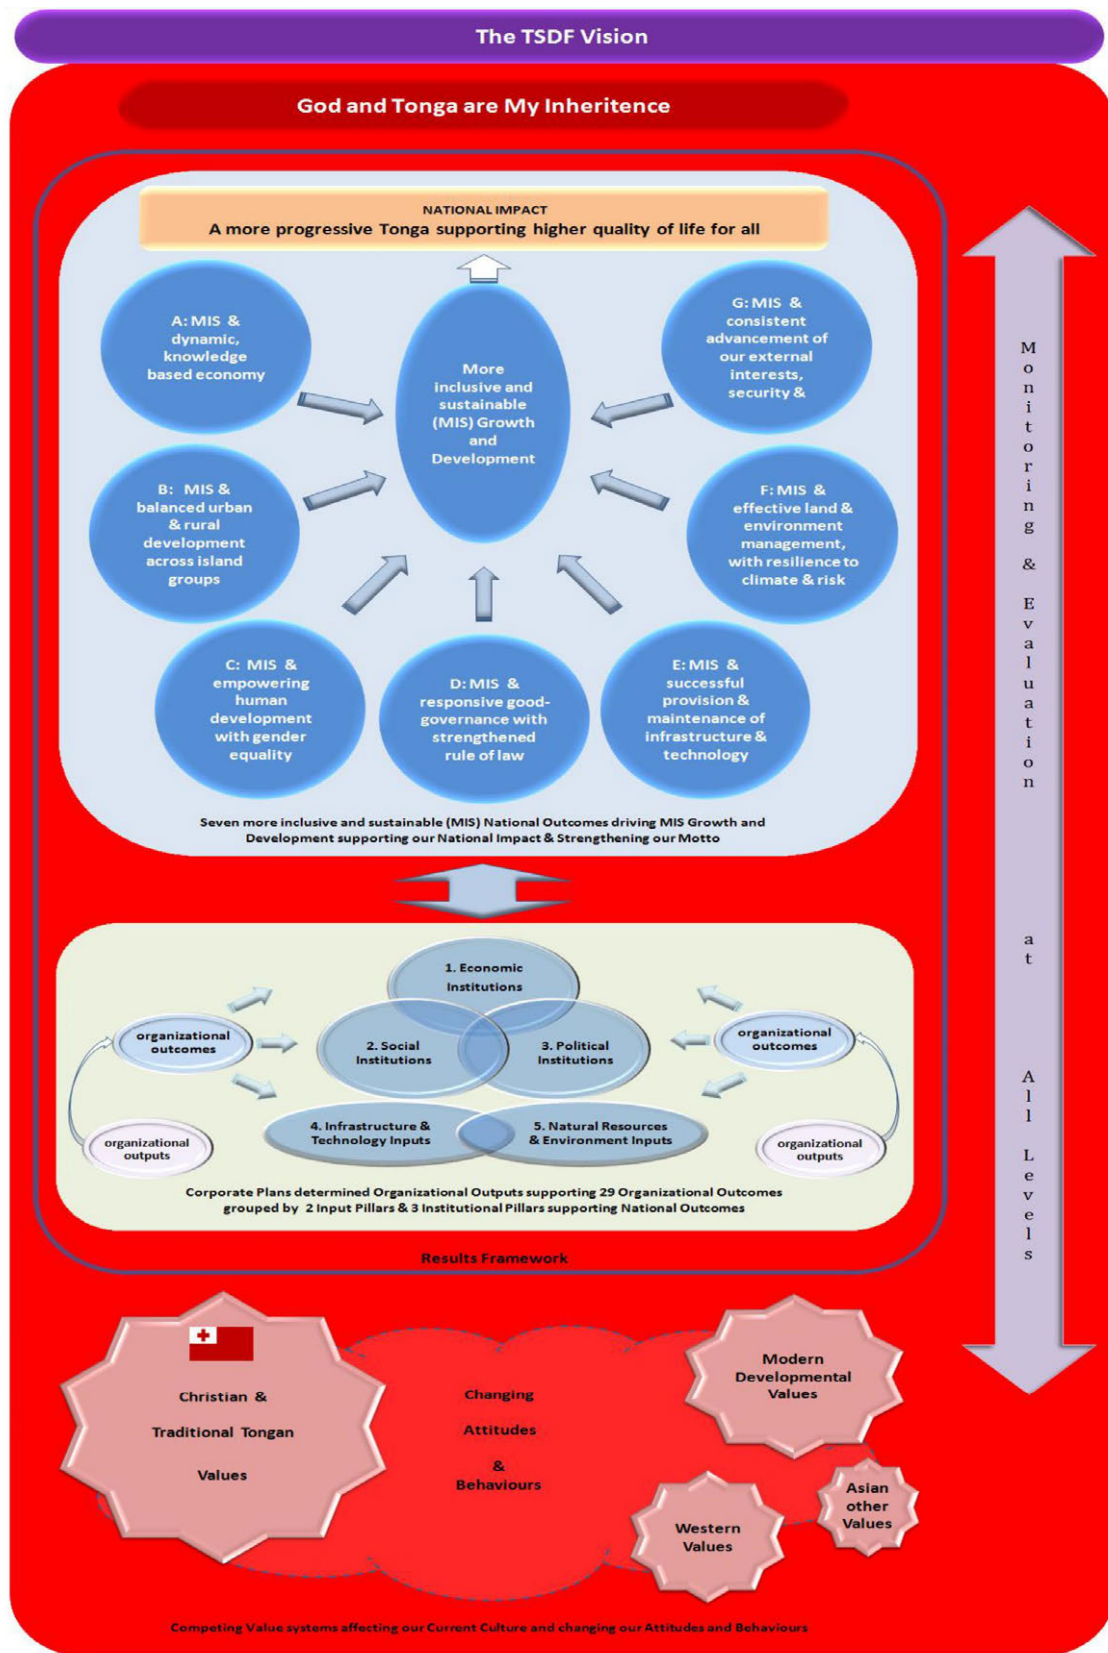 The TSDF Vision
God and Tonga are My Inheritence
NATIONAL IMPACT
A more progressive Tonga supporting higher quality of life for all
A: MIS &
dynamic,
knowledge
based economy
More
inclusive and
sustainable
(MIS) Growth
and
Development
G: MIS &
consistent
advancement of
our external
interests,
security &
B: MIS &
balanced urban
& rural
development
across island
groups
F: MIS &
effective land &
environment
management,
with resilience to
climate & risk
C: MIS &
empowering
human
development
with gender
equality
D: MIS &
responsive good-
governance with
strengthened
rule of law
E: MIS &
successful
provision &
maintenance of
infrastructure &
technology
Seven more inclusive and sustainable (MIS) National Outcomes driving MIS Growth and
Development supporting our National Impact & Strengthening our Motto
1. Economic
Institutions
organizational
outcomes
2. Social
Institutions
3. Political
Institutions
organizational
outcomes
organizational
outputs
4. Infrastructure &
Technology Inputs
5. Natural Resources
& Environment Inputs
organizational
outputs
Corporate Plans determined Organizational Outputs supporting 29 Organizational Outcomes
grouped by 2 Input Pillars & 3 Institutional Pillars supporting National Outcomes
Results Framework
Monitoring & Evaluation at All Levels
Christian &
Traditional Tongan
Values
Changing
Attitudes
&
Behaviours
Modern
Developmental
Values
Western
Values
Asian
other
Values
Competing Value systems affecting our Current Culture and changing our Attitudes and Behaviours